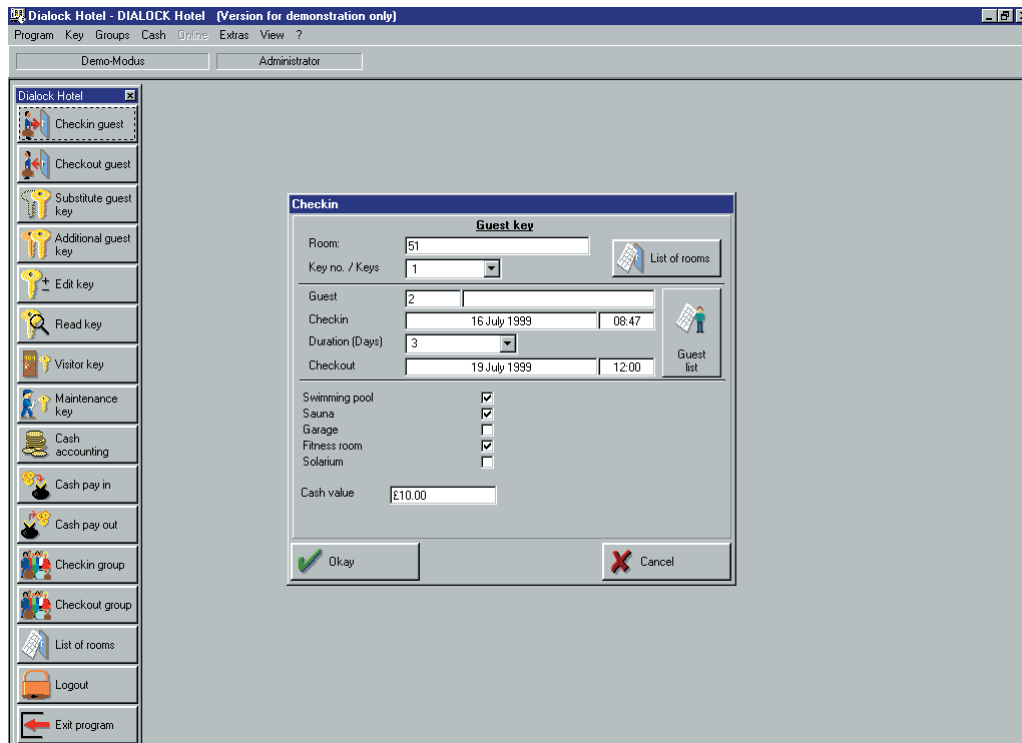 Dialock Hotel - DIALOCK Hotel (Version for demonstration only)
Program Key Groups Cash Online Extras View ?
Demo-Modus Administrator
Dialock Hotel
Checkin guest
Checkout guest
Substitute guest
key
Additional guest
key
Edit key
Read key
Visitor key
Maintenance
key
Cash
accounting
Cash pay in
Cash pay out
Checkin group
Checkout group
List of rooms
Logout
Exit program
Checkin
Guest key
Room: 51
List of rooms
Key no. / Keys 1
Guest 2
Checkin 16 July 1999 08:47
Duration (Days) 3
Checkout 19 July 1999 12:00
Guest
list
Swimming pool
Sauna
Garage
Fitness room
Solarium
Cash value £10.00
Okay Cancel